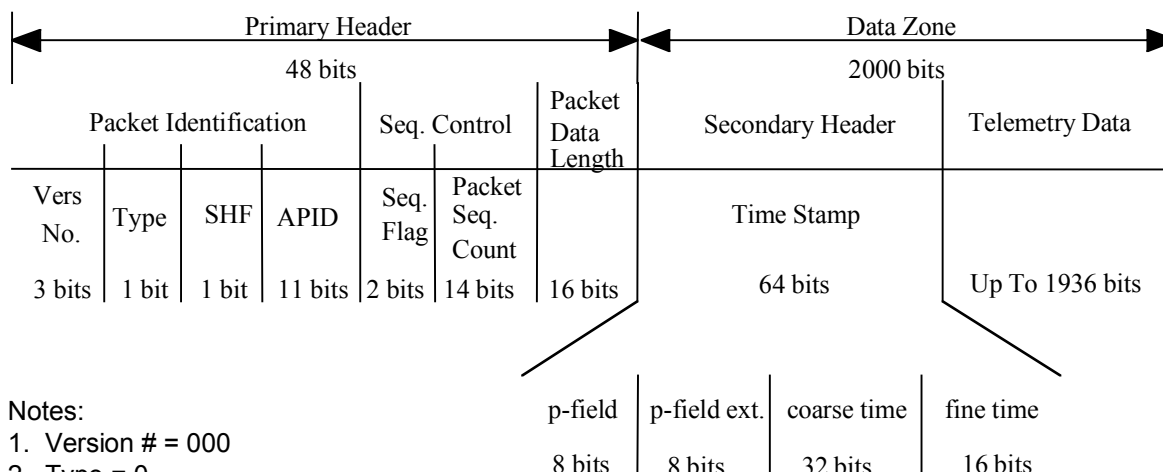 Primary Header
Data Zone
48 bits
2000 bits
Packet Identification
Seq. Control
Packet
Data
Length
Secondary Header
Telemetry Data
Vers
No.
Type
SHF
APID
Seq.
Flag
Packet
Seq.
Count
Time Stamp
3 bits
1 bit
1 bit
11 bits
2 bits
14 bits
16 bits
64 bits
Up To 1936 bits
p-field
p-field ext.
coarse time
fine time
8 bits
8 bits
32 bits
16 bits
Notes:
1. Version # = 000
2. Type = 0